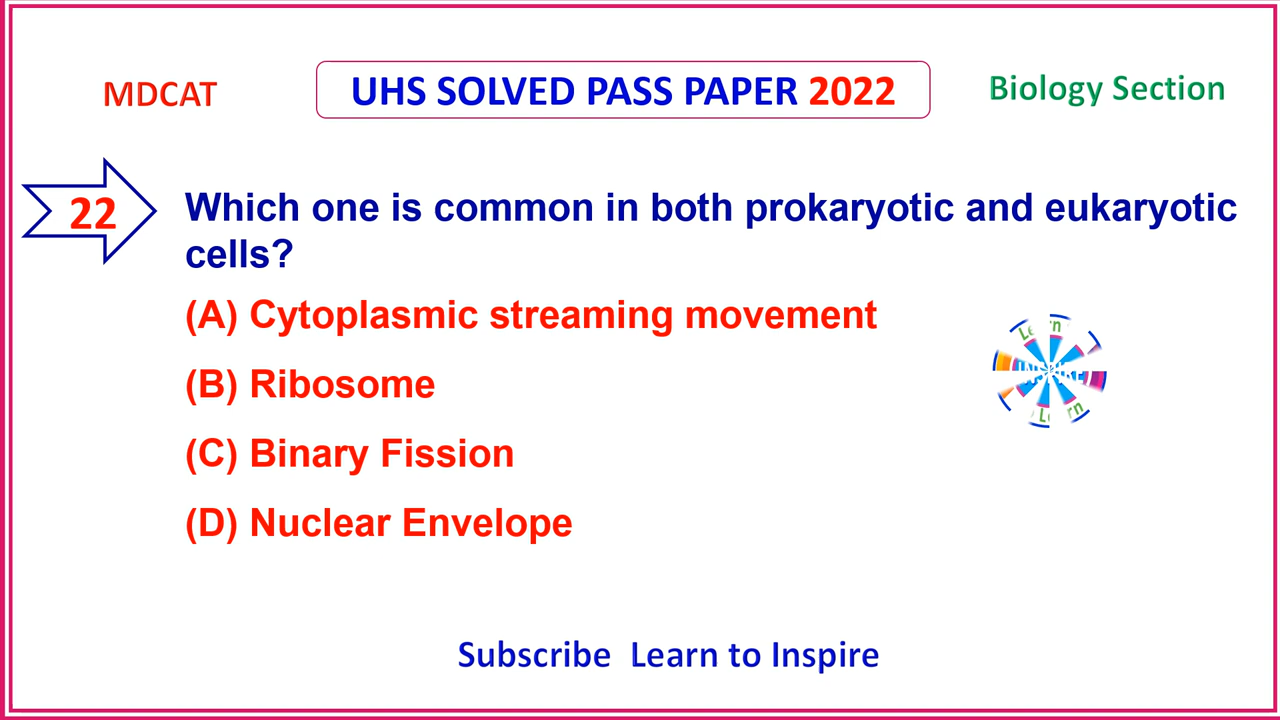 MDCAT
UHS SOLVED PASS PAPER 2022
Biology Section
22
Which one is common in both prokaryotic and eukaryotic
cells?
(A) Cytoplasmic streaming movement
(B) Ribosome
(C) Binary Fission
(D) Nuclear Envelope
Subscribe Learn to Inspire